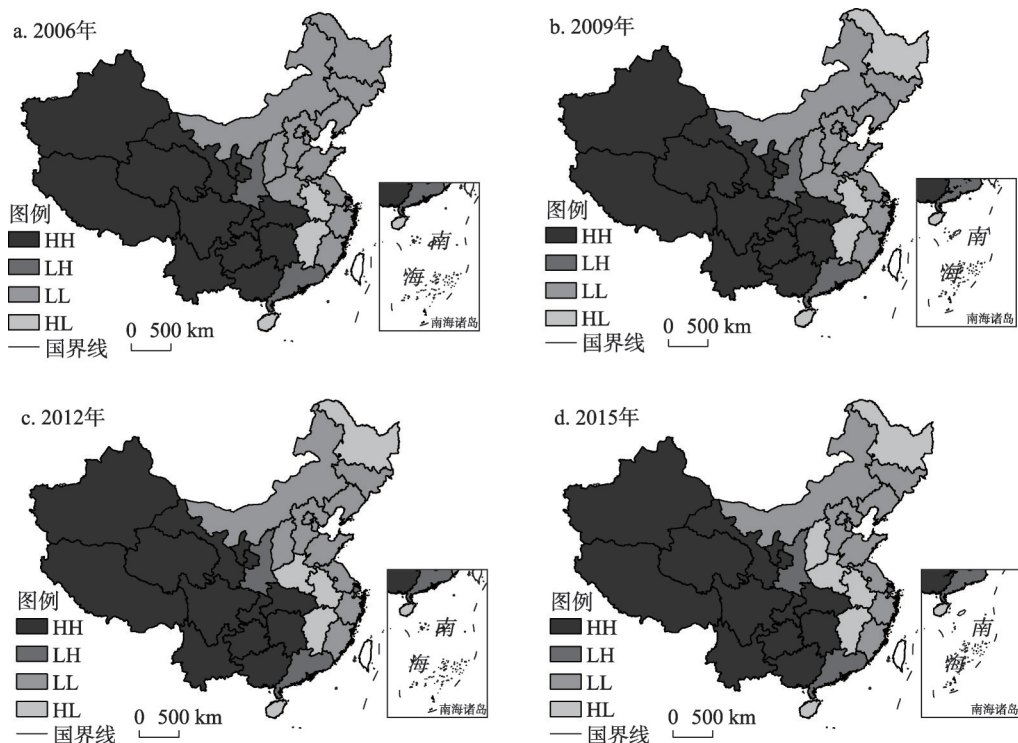 a. 2006年
图例
HH
LH
LL
HL
国界线
0 500 km
南
海
南海诸岛
b. 2009年
图例
HH
LH
LL
HL
国界线
0 500 km
南
海
南海诸岛
c. 2012年
图例
HH
LH
LL
HL
国界线
0 500 km
南
海
南海诸岛
d. 2015年
图例
HH
LH
LL
HL
国界线
0 500 km
南
海
南海诸岛